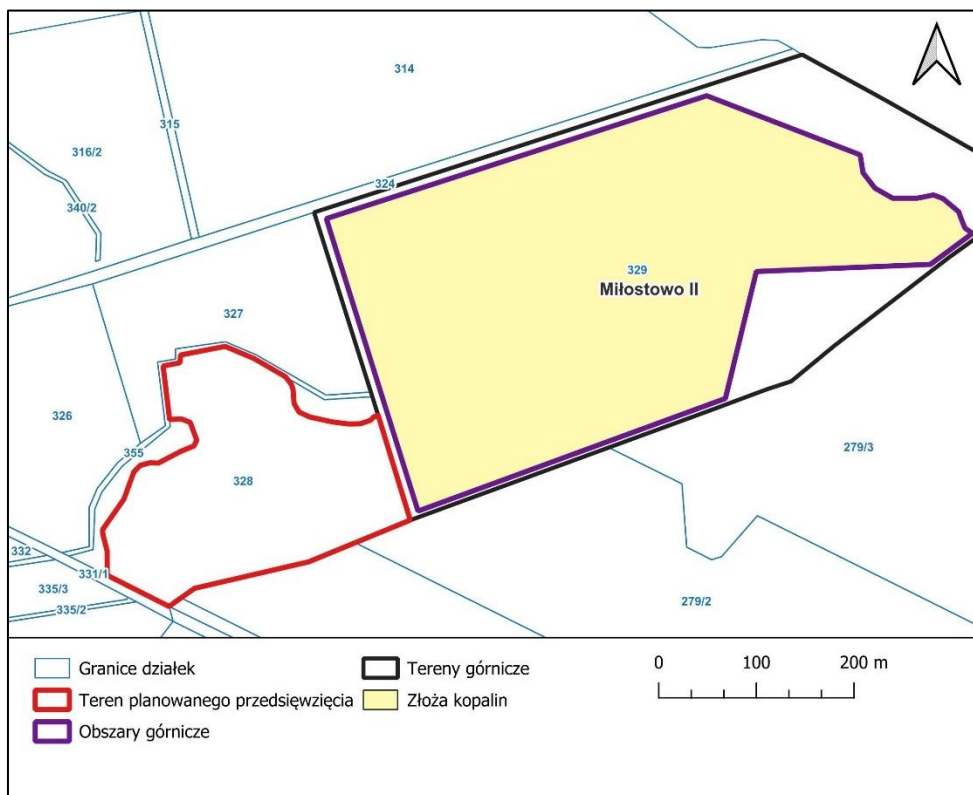 314
315
316/2
324
340/2
329
Miłostowo II
327
326
279/3
355
328
332
331/1
335/3
335/2
279/2
Granice działek
Teren planowanego przedsięwzięcia
Obszary górnicze
Tereny górnicze
Złoża kopalin
0 100 200 m